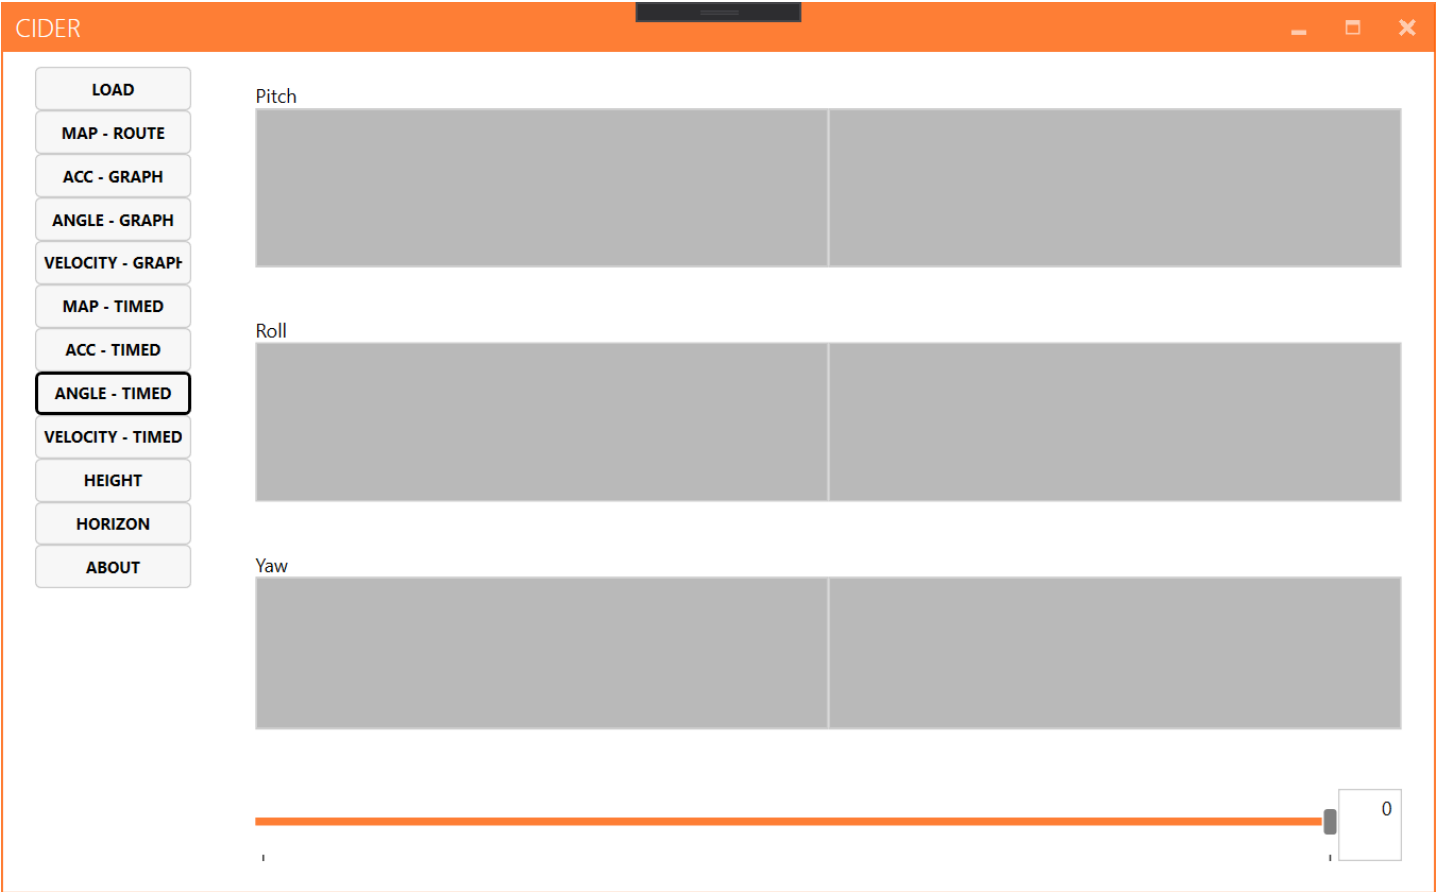 CIDER
LOAD
MAP - ROUTE
ACC - GRAPH
ANGLE - GRAPH
VELOCITY - GRAPH
MAP - TIMED
ACC - TIMED
ANGLE - TIMED
VELOCITY - TIMED
HEIGHT
HORIZON
ABOUT
Pitch
Roll
Yaw
0